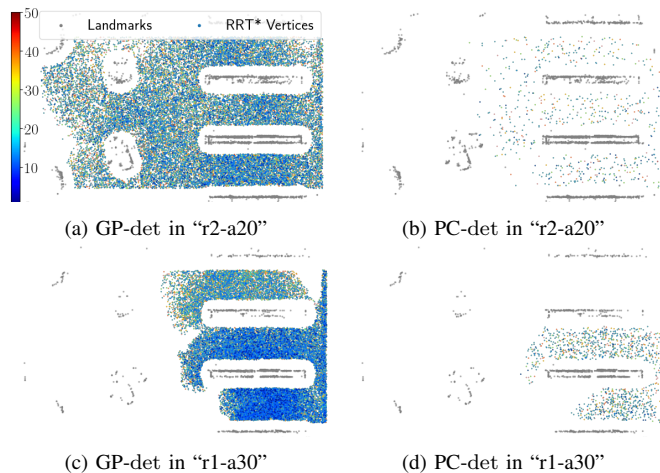 50
40
30
20
10
Landmarks
RRT* Vertices
(a) GP-det in “r2-a20”
(b) PC-det in “r2-a20”
(c) GP-det in “r1-a30”
(d) PC-det in “r1-a30”